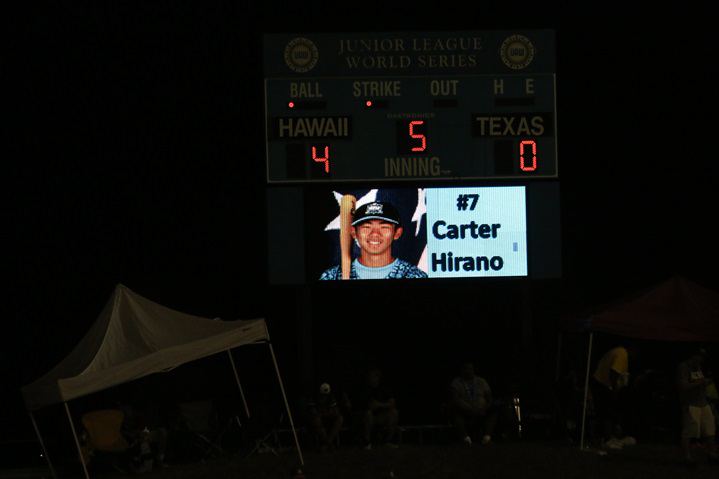 JUNIOR LEAGUE
WORLD SERIES
BALL STRIKE OUT H E
HAWAII 5 TEXAS
4 INNING 0
#7
Carter
Hirano